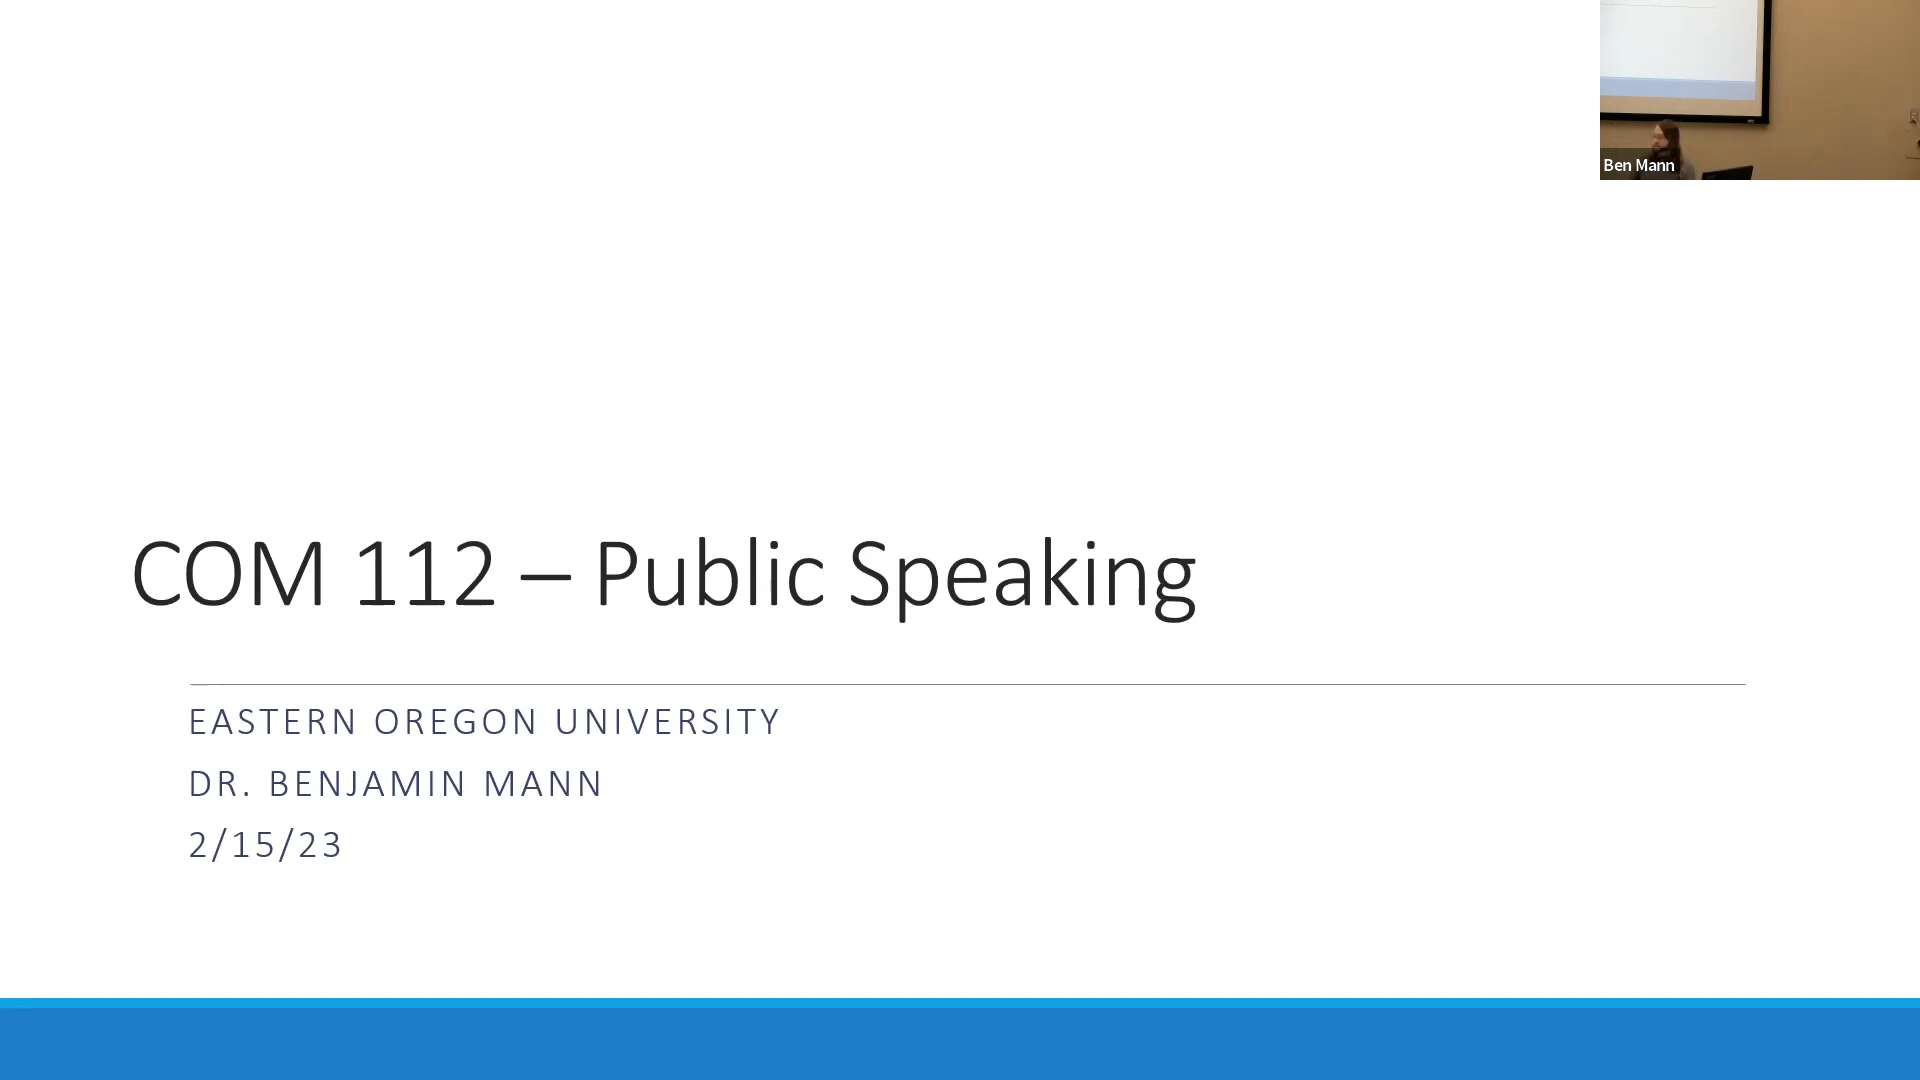 Ben Mann
COM 112 – Public Speaking
EASTERN OREGON UNIVERSITY
DR. BENJAMIN MANN
2/15/23